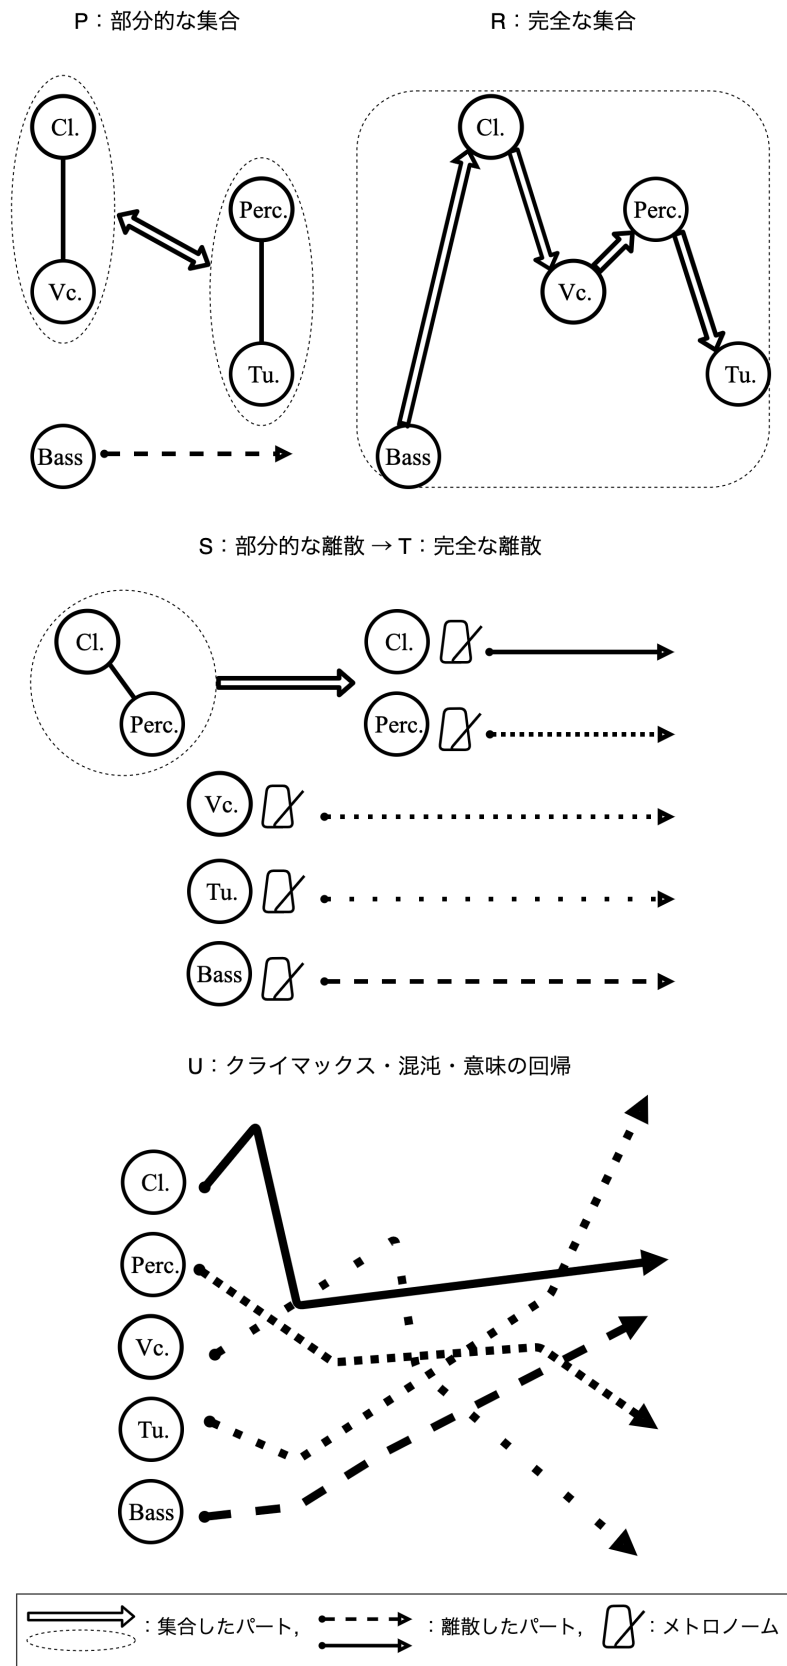 P：部分的な集合
R：完全な集合
Cl.
Vc.
Perc.
Tu.
Bass
Cl.
Vc.
Perc.
Tu.
Bass
S：部分的な離散 → T：完全な離散
Cl.
Perc.
Cl.
Perc.
Vc.
Tu.
Bass
U：クライマックス・混沌・意味の回帰
Cl.
Perc.
Vc.
Tu.
Bass
：集合したパート， ：離散したパート， ：メトロノーム